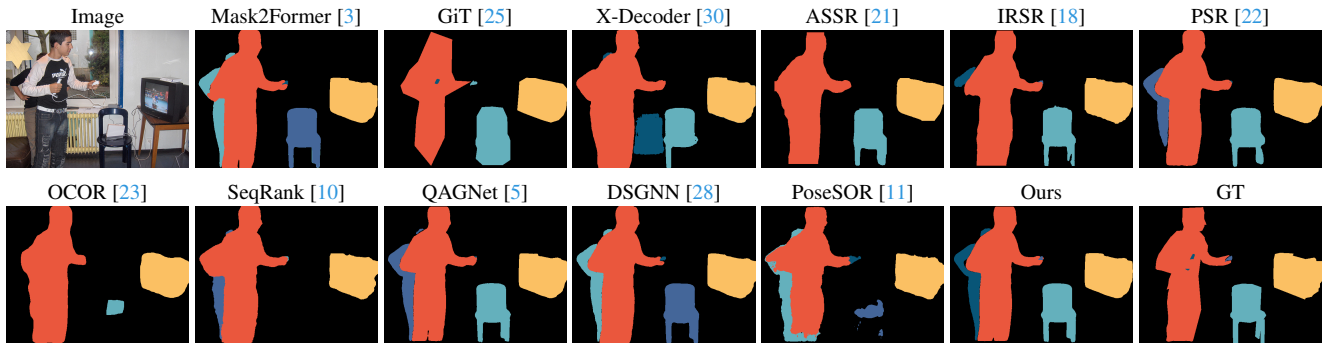 Image Mask2Former [3] GiT [25] X-Decoder [30] ASSR [21] IRSR [18] PSR [22]
OCOR [23] SeqRank [10] QAGNet [5] DSGNN [28] PoseSOR [11] Ours GT